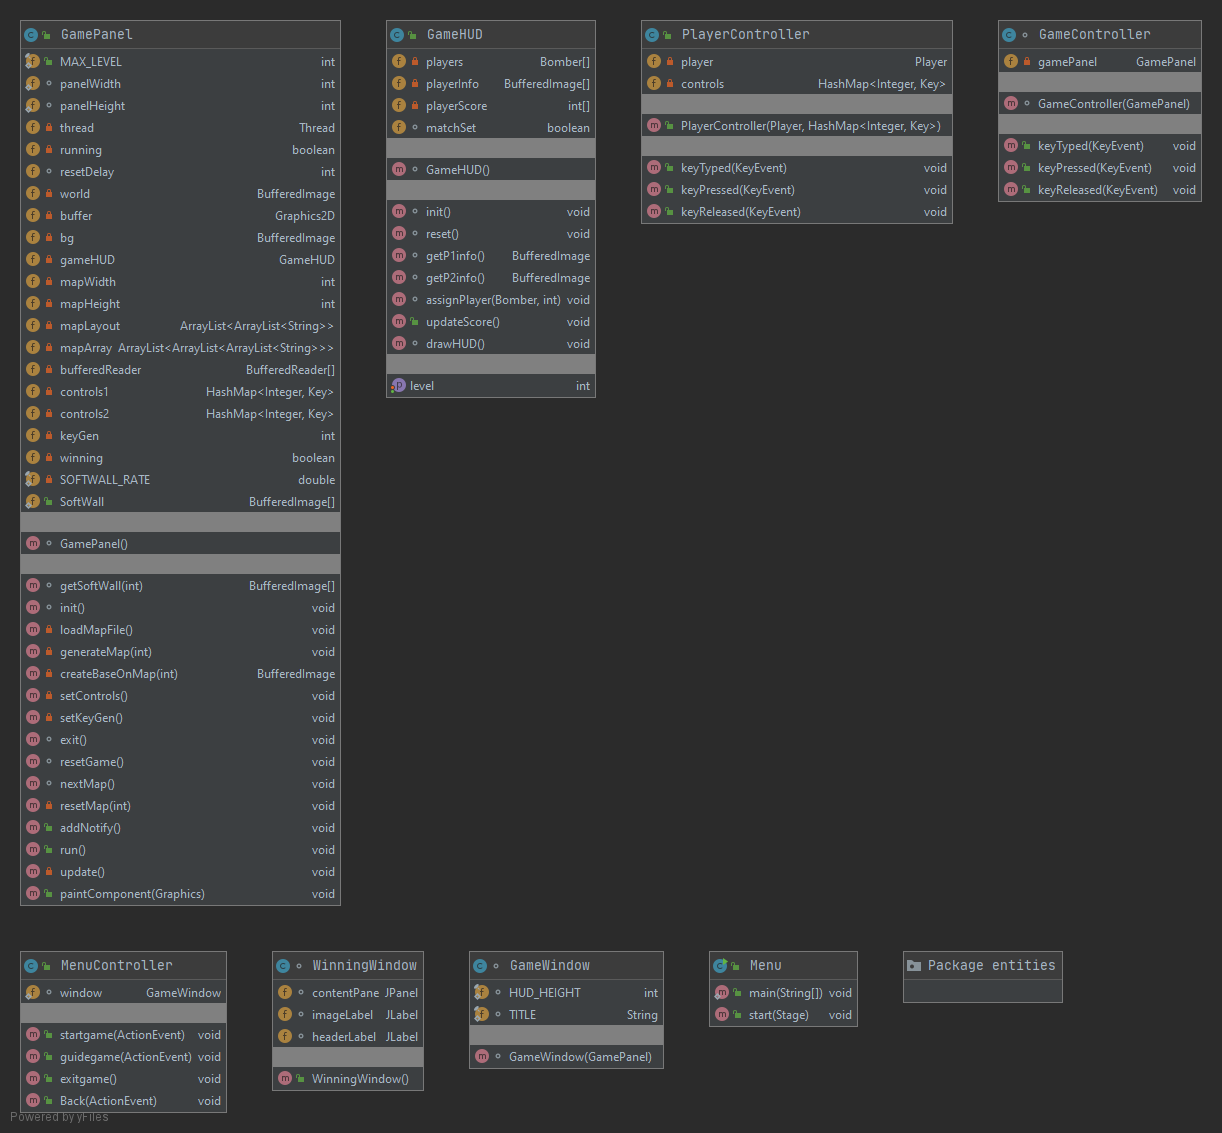 GamePanel
MAX_LEVEL int
panelWidth int
panelHeight int
thread Thread
running boolean
resetDelay int
world BufferedImage
buffer Graphics2D
bg BufferedImage
gameHUD GameHUD
mapWidth int
mapHeight int
mapLayout ArrayList<ArrayList<String>>
mapArray ArrayList<ArrayList<ArrayList<String>>>
bufferedReader BufferedReader[]
controls1 HashMap<Integer, Key>
controls2 HashMap<Integer, Key>
keyGen int
winning boolean
SOFTWALL_RATE double
SoftWall BufferedImage[]
GamePanel()
getSoftWall(int) BufferedImage[]
init() void
loadMapFile() void
generateMap(int) void
createBaseOnMap(int) BufferedImage
setControls() void
setKeyGen() void
exit() void
resetGame() void
nextMap() void
resetMap(int) void
addNotify() void
run() void
update() void
paintComponent(Graphics) void
GameHUD
players Bomber[]
playerInfo BufferedImage[]
playerScore int[]
matchSet boolean
GameHUD()
init() void
reset() void
getP1info() BufferedImage
getP2info() BufferedImage
assignPlayer(Bomber, int) void
updateScore() void
drawHUD() void
level int
PlayerController
player Player
controls HashMap<Integer, Key>
PlayerController(Player, HashMap<Integer, Key>)
keyTyped(KeyEvent) void
keyPressed(KeyEvent) void
keyReleased(KeyEvent) void
GameController
gamePanel GamePanel
GameController(GamePanel)
keyTyped(KeyEvent) void
keyPressed(KeyEvent) void
keyReleased(KeyEvent) void
MenuController
window GameWindow
startgame(ActionEvent) void
guidegame(ActionEvent) void
exitgame() void
Back(ActionEvent) void
WinningWindow
contentPane JPanel
imageLabel JLabel
headerLabel JLabel
WinningWindow()
GameWindow
HUD_HEIGHT int
TITLE String
GameWindow(GamePanel)
Menu
main(String[]) void
start(Stage) void
Package entities
Powered by yFiles